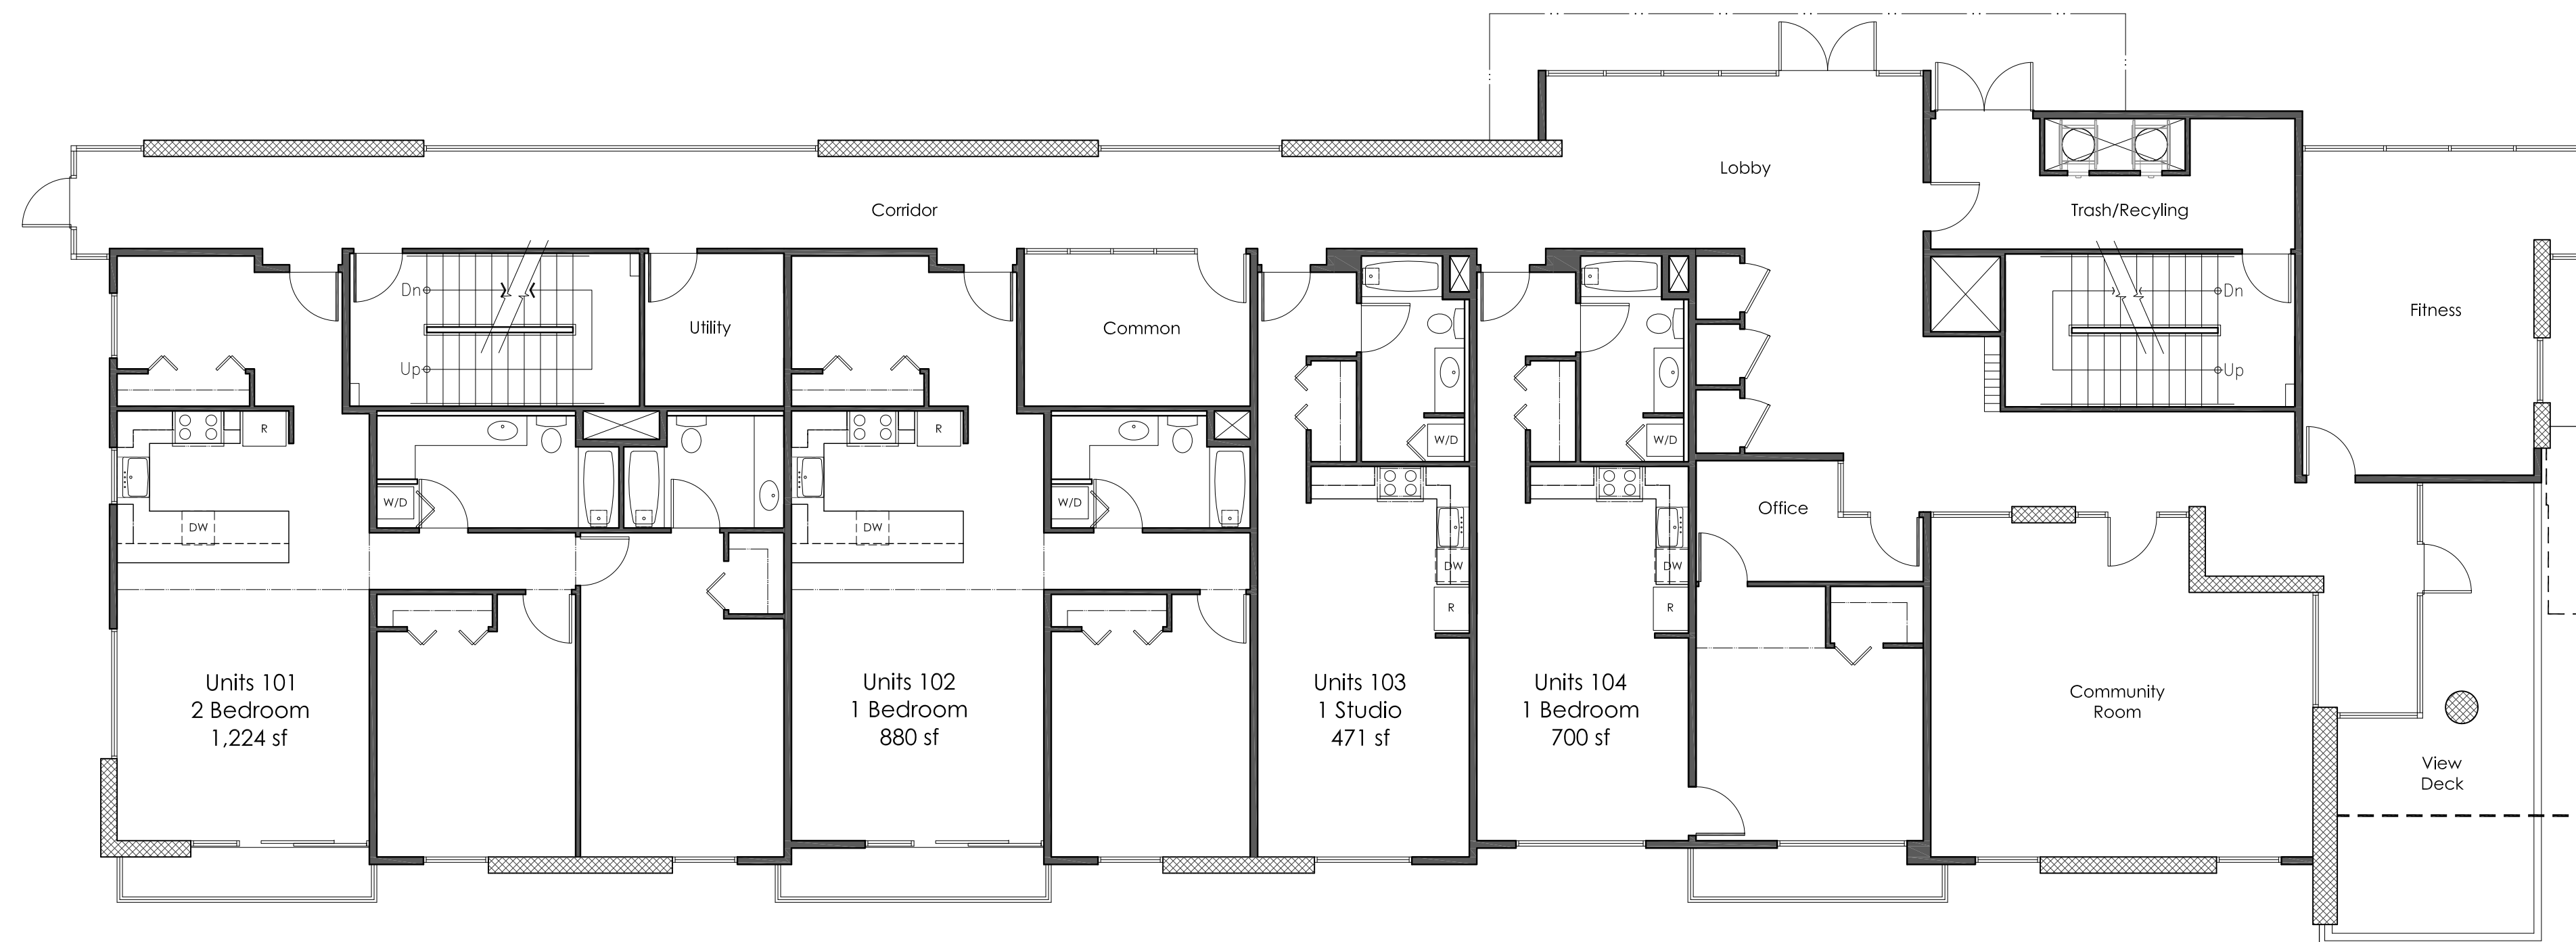 Lobby
Corridor
Trash/Recyling
Dn
Up
Utility
Common
Dn
Up
Fitness
R
R
W/D
W/D
W/D
W/D
DW
DW
Office
DW
DW
R
R
Units 101
2 Bedroom
1,224 sf
Units 102
1 Bedroom
880 sf
Units 103
1 Studio
471 sf
Units 104
1 Bedroom
700 sf
Community
Room
View
Deck